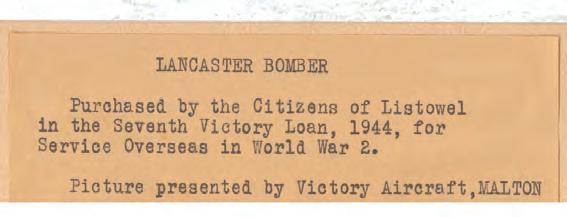 LANCASTER BOMBER
Purchased by the Citizens of Listowel
in the Seventh Victory Loan, 1944, for
Service Overseas in World War 2.
Picture presented by Victory Aircraft,MALTON